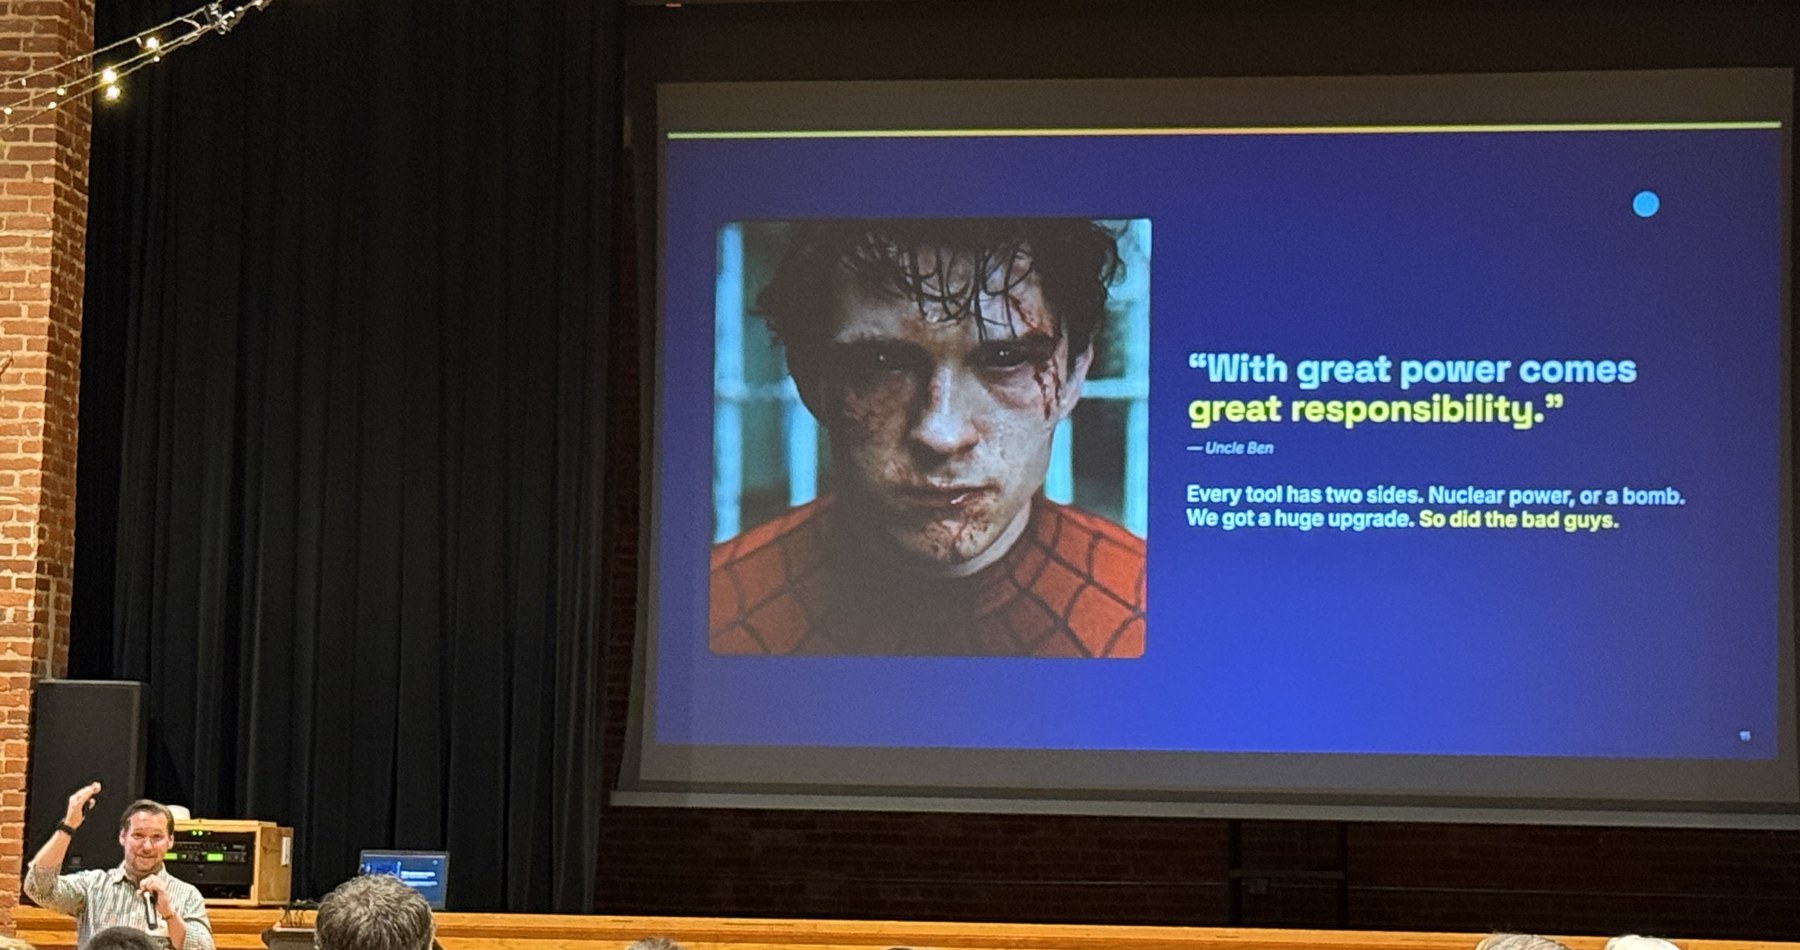 “With great power comes
great responsibility.”
— Uncle Ben
Every tool has two sides. Nuclear power, or a bomb.
We got a huge upgrade. So did the bad guys.